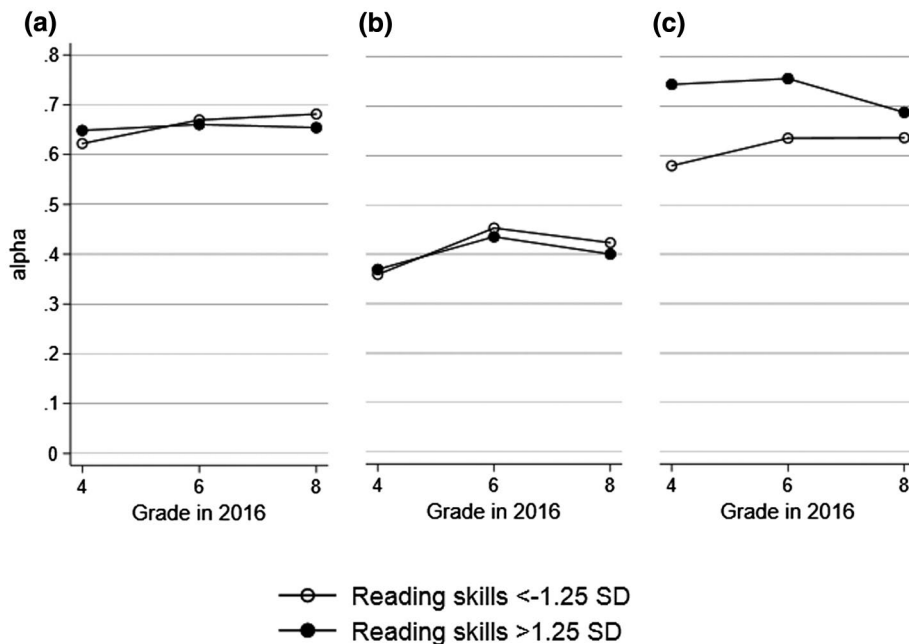 (a)
(b)
(c)
.8
.7
.6
.5
.4
.3
.2
.1
0
alpha
4 6 8
4 6 8
4 6 8
Grade in 2016
Grade in 2016
Grade in 2016
Reading skills <-1.25 SD
Reading skills >1.25 SD